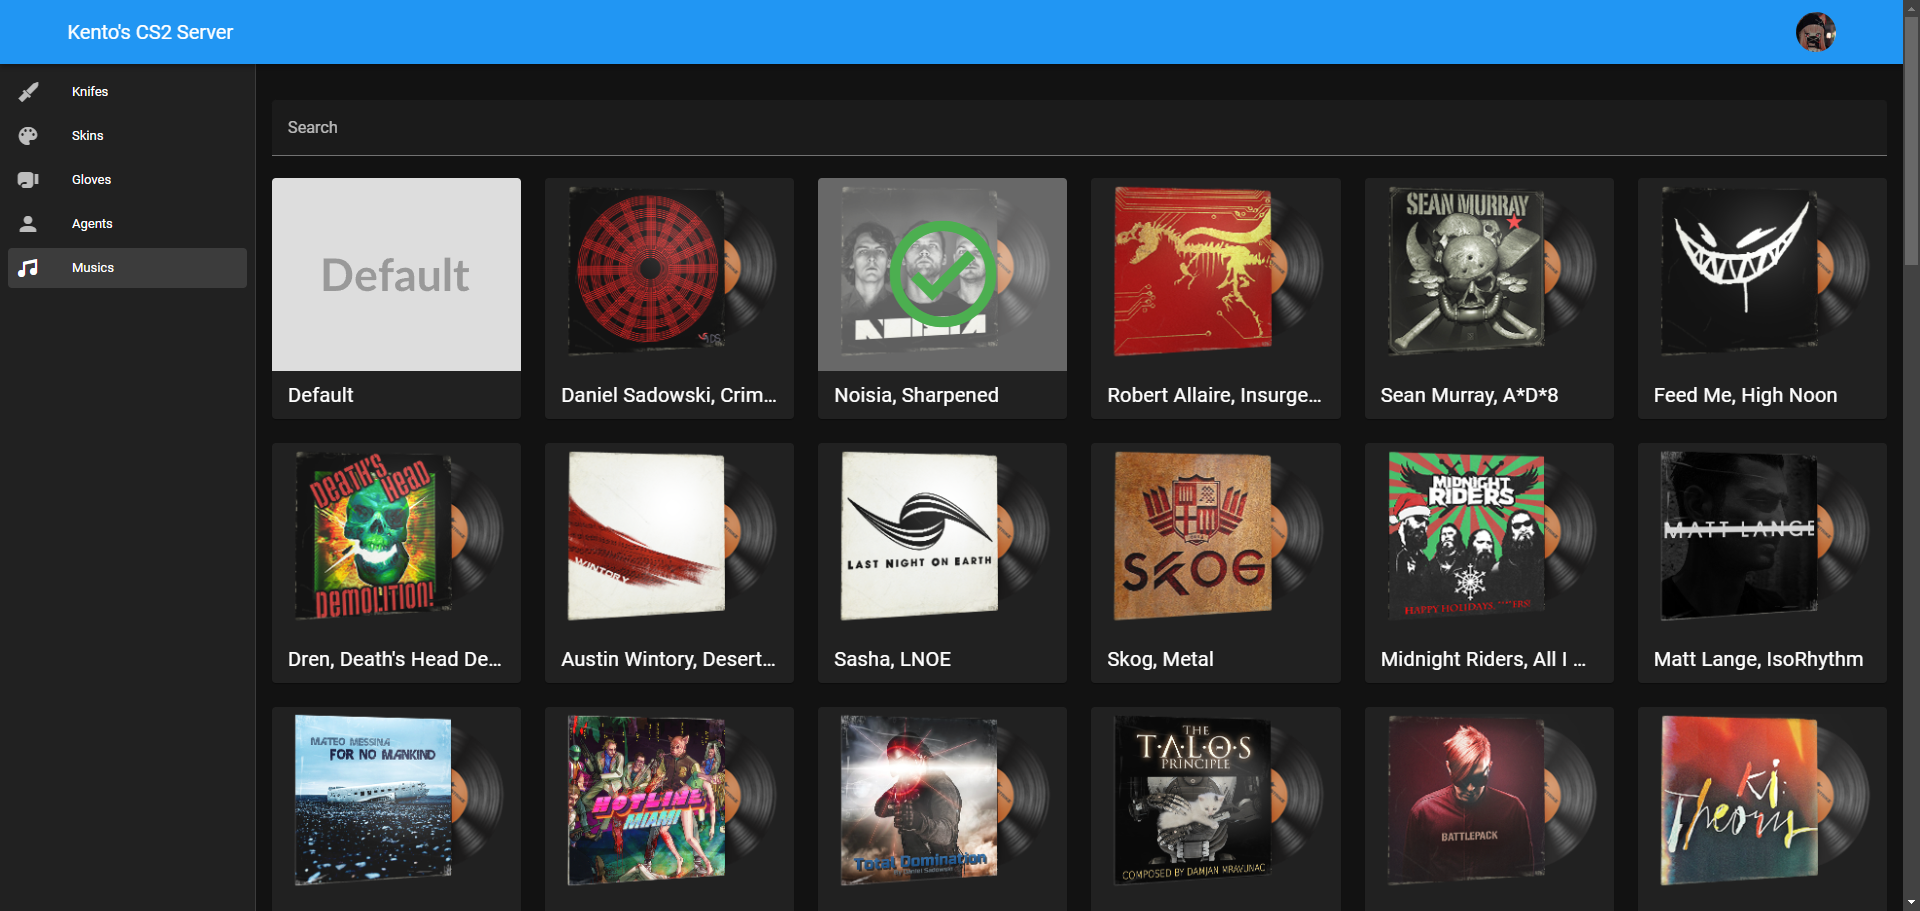 Kento's CS2 Server
Knifes
Skins
Gloves
Agents
Musics
Search
Default
Default
Daniel Sadowski, Crim...
NOISIA
Noisia, Sharpened
Robert Allaire, Insurge...
SEAN MURRAY
Sean Murray, A*D*8
Feed Me, High Noon
DEATH'S HEAD
DEMOLITION!
Dren, Death's Head De...
WINTORY
Austin Wintory, Desert...
LAST NIGHT ON EARTH
Sasha, LNOE
SKOG
Skog, Metal
MIDNIGHT
RIDERS
HAPPY HOLIDAYS,
Midnight Riders, All I ...
MATT LANGE
Matt Lange, IsoRhythm
MATEO MESSINA
FOR NO MANKIND
HOTLINE
MIAMI
Total Domination
by Daniel Sadowski
THE
TALOS
PRINCIPLE
COMPOSED BY DAMJAN MRAVUNAC
BATTLEPACK
Ki:
Theory